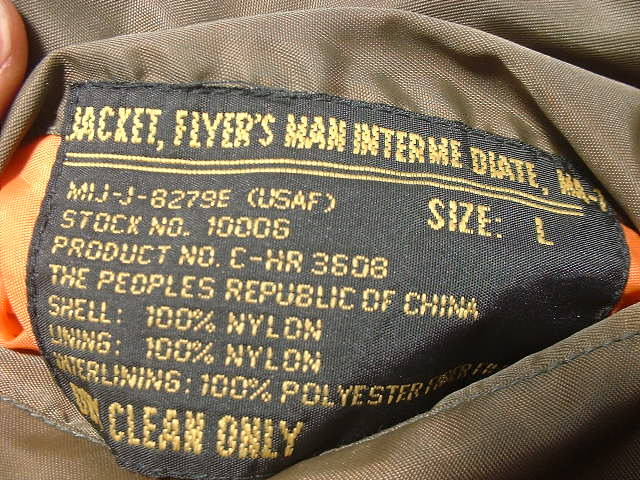 JACKET, FLYER'S MAN INTERME DIATE, MA-1
MIJ-J-8279E (USAF)
SIZE: L
STOCK NO. 10006
PRODUCT NO. C-HR 3608
THE PEOPLES REPUBLIC OF CHINA
SHELL: 100% NYLON
LINING: 100% NYLON
INTERLINING: 100% POLYESTER
CLEAN ONLY